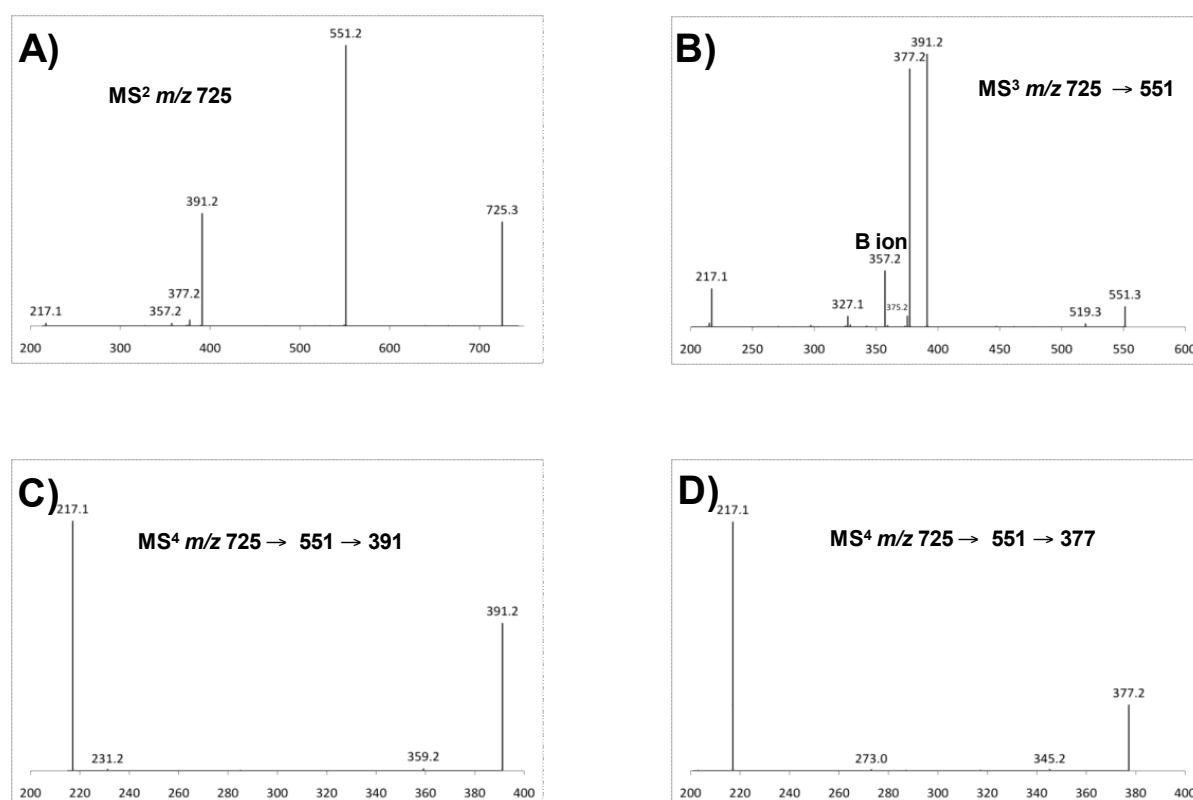 A)
MS² m/z 725
551.2
391.2
725.3
377.2
357.2
217.1
200 300 400 500 600 700
B)
MS³ m/z 725 → 551
391.2
377.2
B ion
357.2
217.1
327.1
375.2
519.3
551.3
200 250 300 350 400 450 500 550 600
C)
217.1
MS⁴ m/z 725 → 551 → 391
391.2
231.2
359.2
200 220 240 260 280 300 320 340 360 380 400
D)
217.1
MS⁴ m/z 725 → 551 → 377
377.2
273.0
345.2
200 220 240 260 280 300 320 340 360 380 400